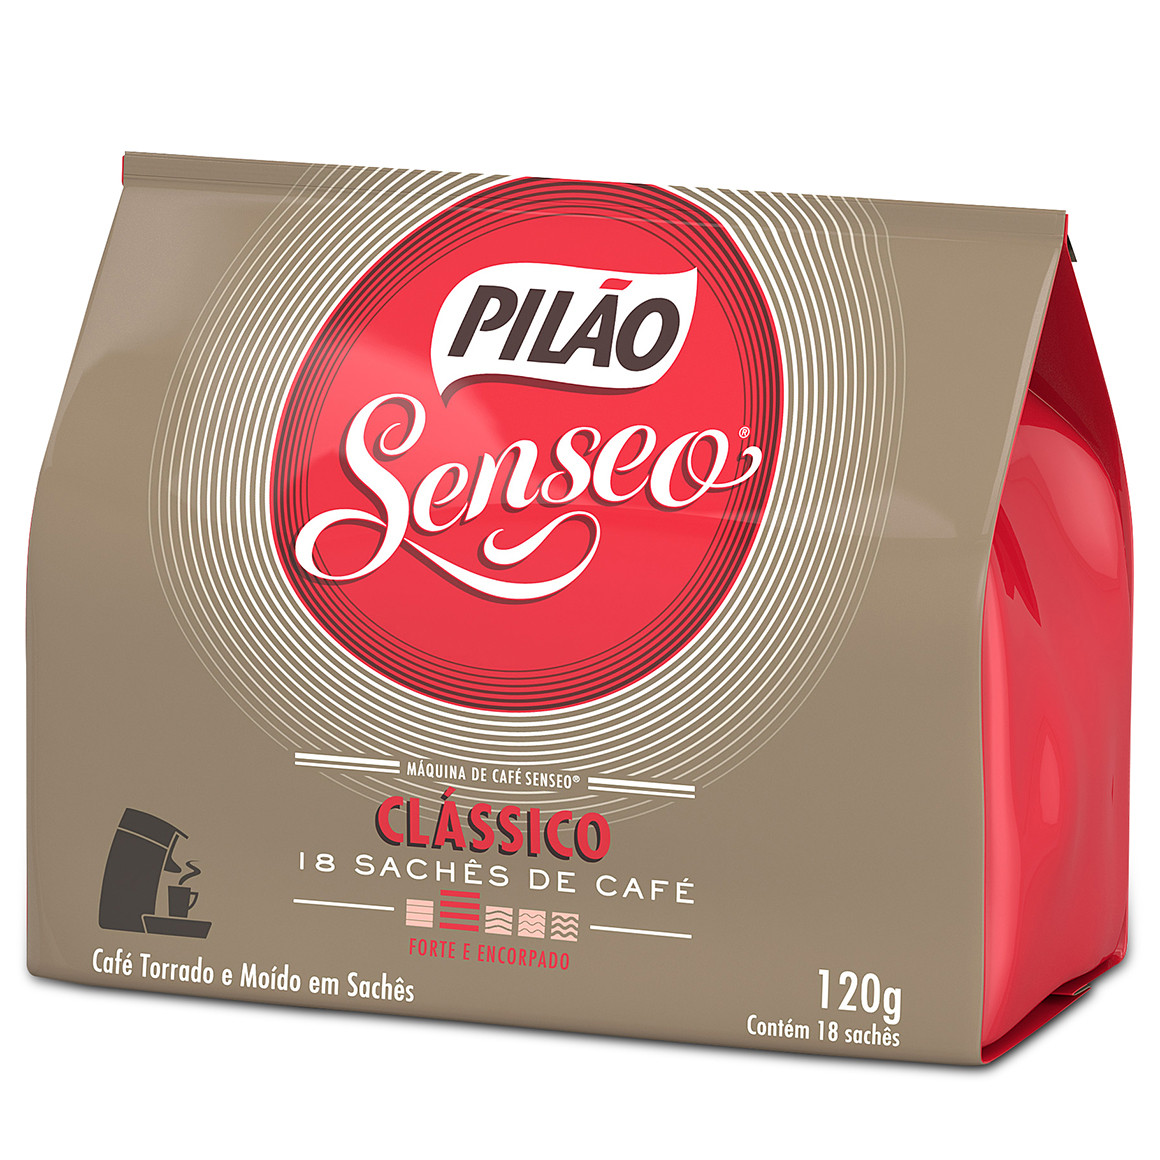 PILÃO
Senseo®
MÁQUINA DE CAFÉ SENSEO®
CLÁSSICO
18 SACHÊS DE CAFÉ
FORTE E ENCORPADO
Café Torrado e Moído em Sachês
120g
Contém 18 sachês